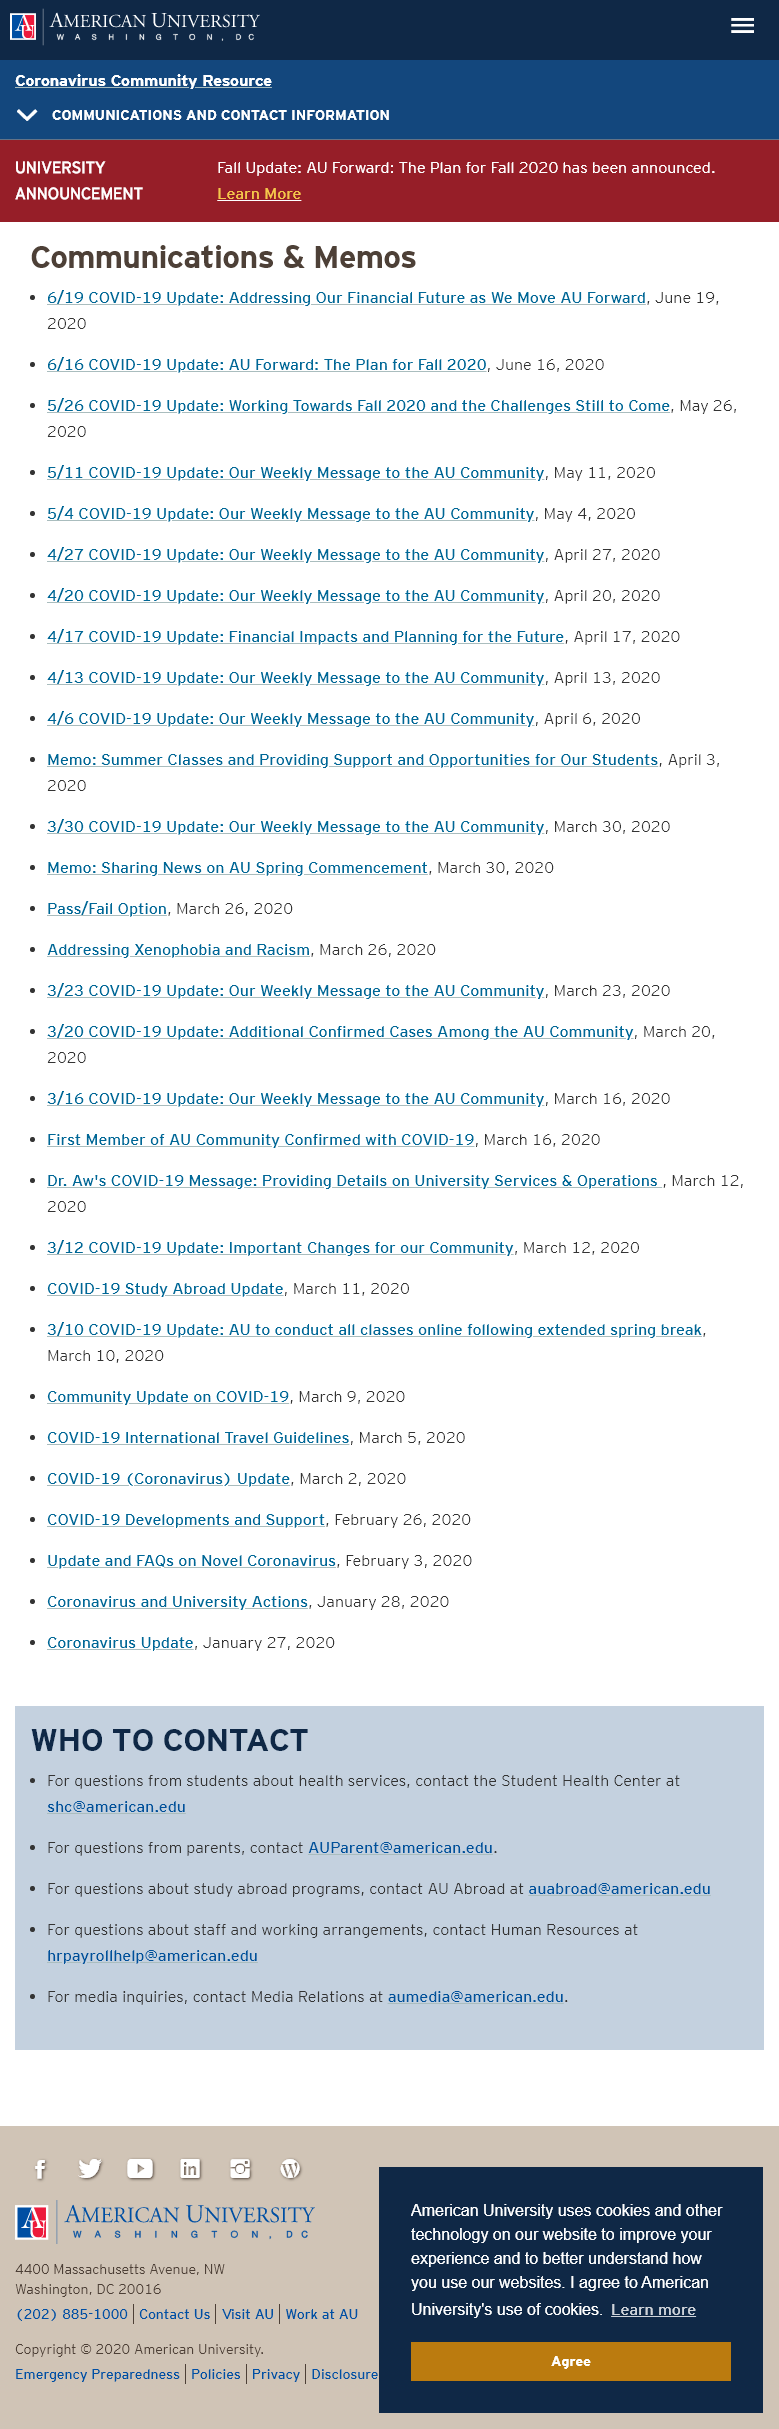 AMERICAN UNIVERSITY
WASHINGTON, DC
Coronavirus Community Resource
COMMUNICATIONS AND CONTACT INFORMATION
UNIVERSITY
ANNOUNCEMENT
Fall Update: AU Forward: The Plan for Fall 2020 has been announced.
Learn More
Communications & Memos
6/19 COVID-19 Update: Addressing Our Financial Future as We Move AU Forward, June 19,
2020
6/16 COVID-19 Update: AU Forward: The Plan for Fall 2020, June 16, 2020
5/26 COVID-19 Update: Working Towards Fall 2020 and the Challenges Still to Come, May 26,
2020
5/11 COVID-19 Update: Our Weekly Message to the AU Community, May 11, 2020
5/4 COVID-19 Update: Our Weekly Message to the AU Community, May 4, 2020
4/27 COVID-19 Update: Our Weekly Message to the AU Community, April 27, 2020
4/20 COVID-19 Update: Our Weekly Message to the AU Community, April 20, 2020
4/17 COVID-19 Update: Financial Impacts and Planning for the Future, April 17, 2020
4/13 COVID-19 Update: Our Weekly Message to the AU Community, April 13, 2020
4/6 COVID-19 Update: Our Weekly Message to the AU Community, April 6, 2020
Memo: Summer Classes and Providing Support and Opportunities for Our Students, April 3,
2020
3/30 COVID-19 Update: Our Weekly Message to the AU Community, March 30, 2020
Memo: Sharing News on AU Spring Commencement, March 30, 2020
Pass/Fail Option, March 26, 2020
Addressing Xenophobia and Racism, March 26, 2020
3/23 COVID-19 Update: Our Weekly Message to the AU Community, March 23, 2020
3/20 COVID-19 Update: Additional Confirmed Cases Among the AU Community, March 20,
2020
3/16 COVID-19 Update: Our Weekly Message to the AU Community, March 16, 2020
First Member of AU Community Confirmed with COVID-19, March 16, 2020
Dr. Aw's COVID-19 Message: Providing Details on University Services & Operations , March 12,
2020
3/12 COVID-19 Update: Important Changes for our Community, March 12, 2020
COVID-19 Study Abroad Update, March 11, 2020
3/10 COVID-19 Update: AU to conduct all classes online following extended spring break,
March 10, 2020
Community Update on COVID-19, March 9, 2020
COVID-19 International Travel Guidelines, March 5, 2020
COVID-19 (Coronavirus) Update, March 2, 2020
COVID-19 Developments and Support, February 26, 2020
Update and FAQs on Novel Coronavirus, February 3, 2020
Coronavirus and University Actions, January 28, 2020
Coronavirus Update, January 27, 2020
WHO TO CONTACT
For questions from students about health services, contact the Student Health Center at
shc@american.edu
For questions from parents, contact AUParent@american.edu.
For questions about study abroad programs, contact AU Abroad at auabroad@american.edu
For questions about staff and working arrangements, contact Human Resources at
hrpayrollhelp@american.edu
For media inquiries, contact Media Relations at aumedia@american.edu.
AMERICAN UNIVERSITY
WASHINGTON, DC
4400 Massachusetts Avenue, NW
Washington, DC 20016
(202) 885-1000 Contact Us Visit AU Work at AU
Copyright © 2020 American University.
Emergency Preparedness Policies Privacy Disclosure
American University uses cookies and other
technology on our website to improve your
experience and to better understand how
you use our websites. I agree to American
University's use of cookies. Learn more
Agree